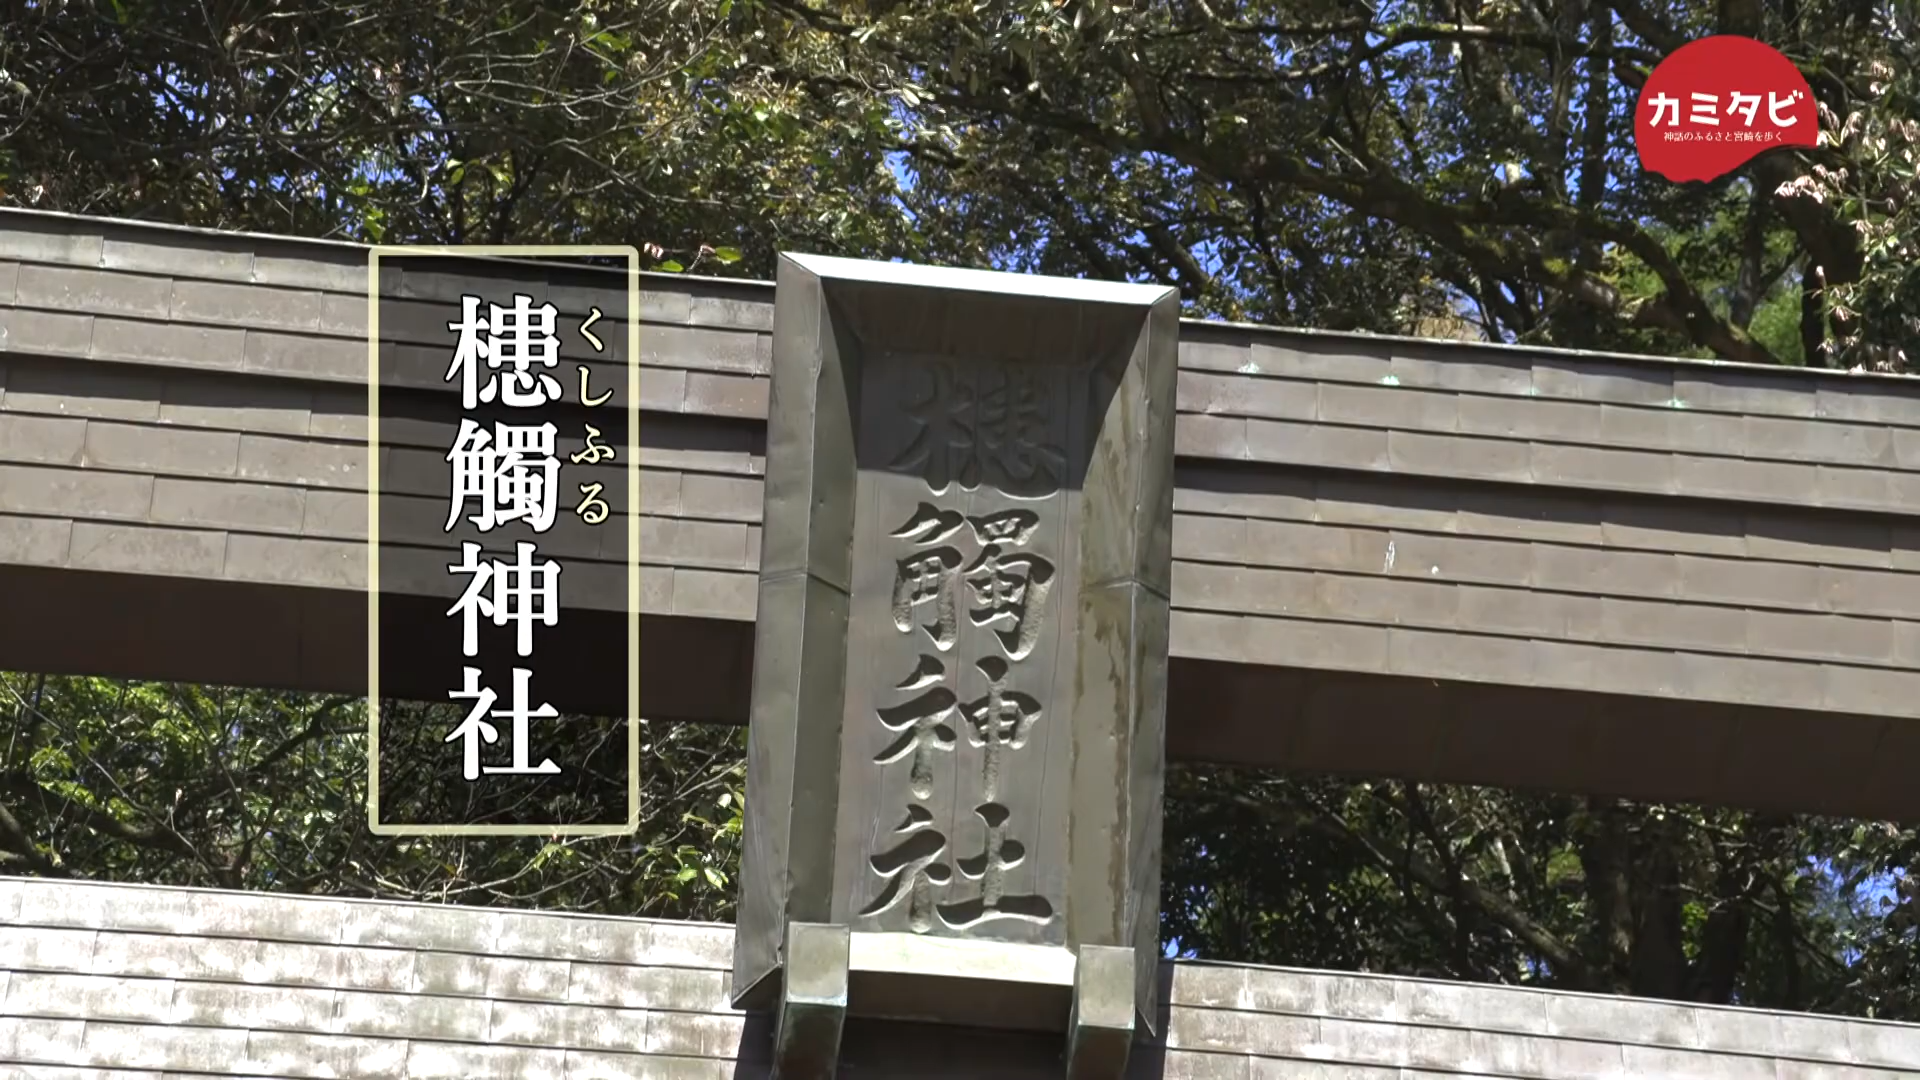 カミタビ
神話のふるさと宮崎を歩く
くしふる
槵觸神社
槵觸神社